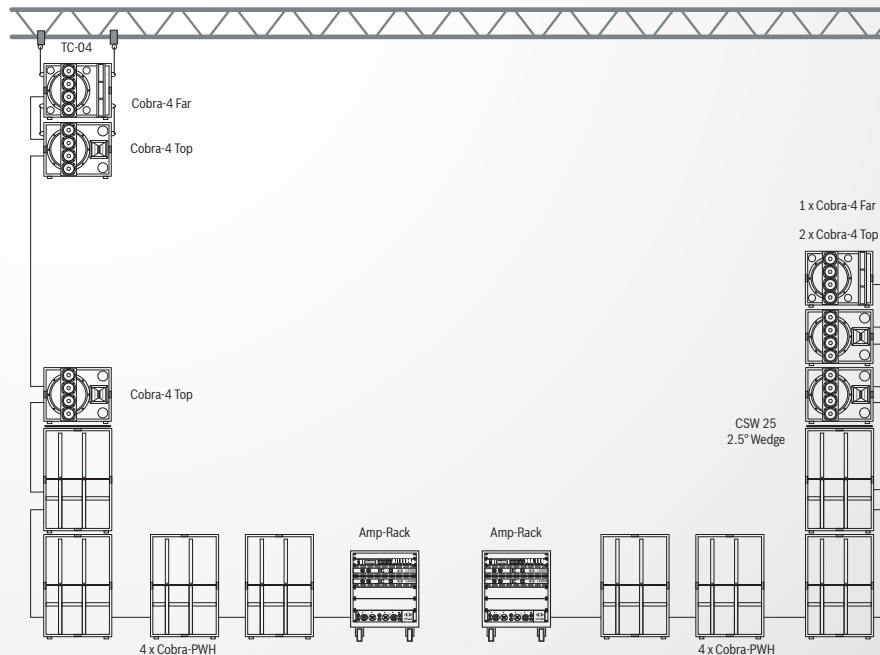 TC-04
Cobra-4 Far
Cobra-4 Top
1 x Cobra-4 Far
2 x Cobra-4 Top
Cobra-4 Top
CSW 25
2.5° Wedge
Amp-Rack
Amp-Rack
4 x Cobra-PWH
4 x Cobra-PWH